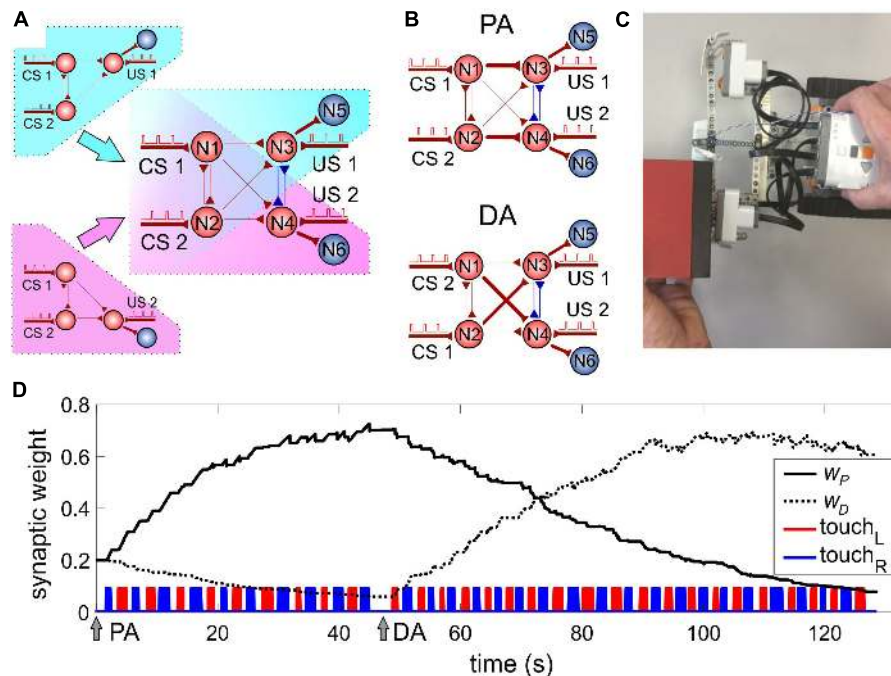 A
CS 1
US 1
CS 2
N5
N1
N3
CS 1
US 1
US 2
N2
N4
CS 2
N6
CS 1
US 2
CS 2
B
PA
N5
N1
N3
CS 1
US 1
US 2
CS 2
N2
N4
N6
DA
N5
N1
N3
CS 2
US 1
US 2
CS 1
N2
N4
N6
C
D
synaptic weight
0.8
0.6
0.4
0.2
0
wP
wD
touchL
touchR
PA
20
40
DA
60
80
100
120
time (s)